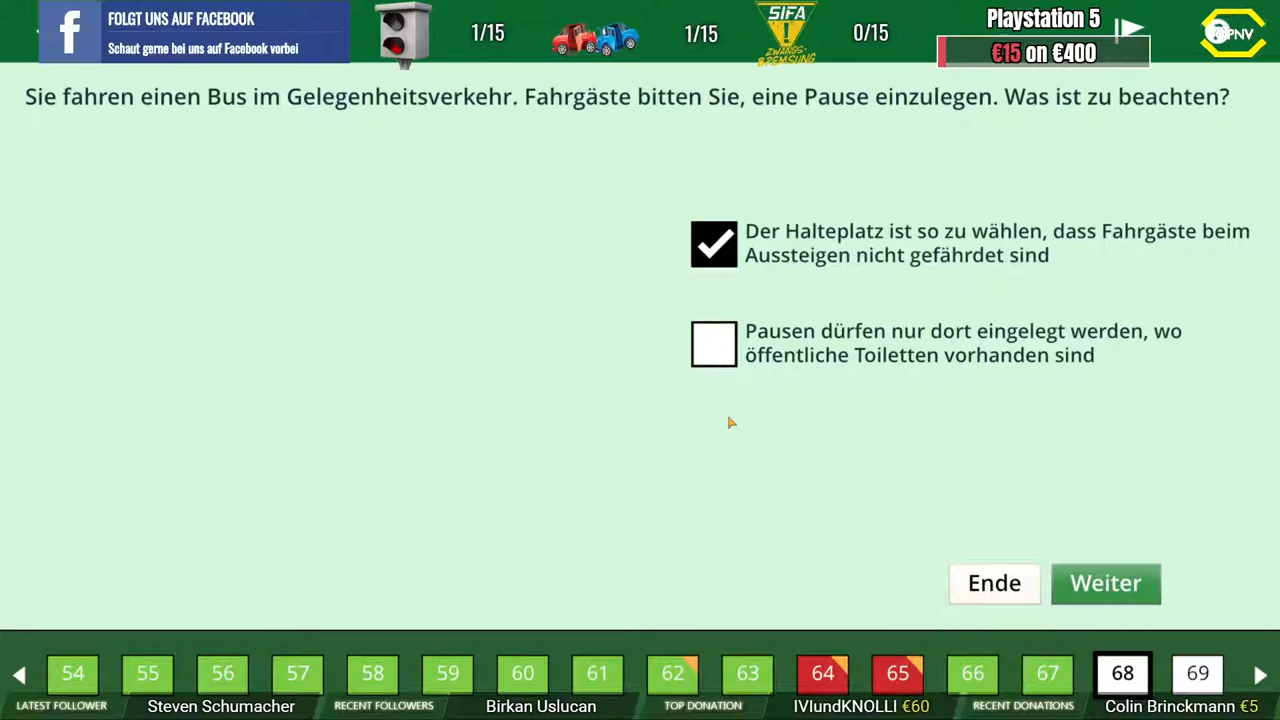 FOLGT UNS AUF FACEBOOK
Schaut gerne bei uns auf Facebook vorbei
1/15
1/15
SIFA
ZWANGS-
BREMSUNG
0/15
Playstation 5
€15 on €400
ÖPNV
Sie fahren einen Bus im Gelegenheitsverkehr. Fahrgäste bitten Sie, eine Pause einzulegen. Was ist zu beachten?
Der Halteplatz ist so zu wählen, dass Fahrgäste beim
Aussteigen nicht gefährdet sind
Pausen dürfen nur dort eingelegt werden, wo
öffentliche Toiletten vorhanden sind
Ende
Weiter
54 55 56 57 58 59 60 61 62 63 64 65 66 67 68 69
LATEST FOLLOWER Steven Schumacher RECENT FOLLOWERS Birkan Uslucan TOP DONATION IVIundKNOLLI €60 RECENT DONATIONS Colin Brinckmann €5